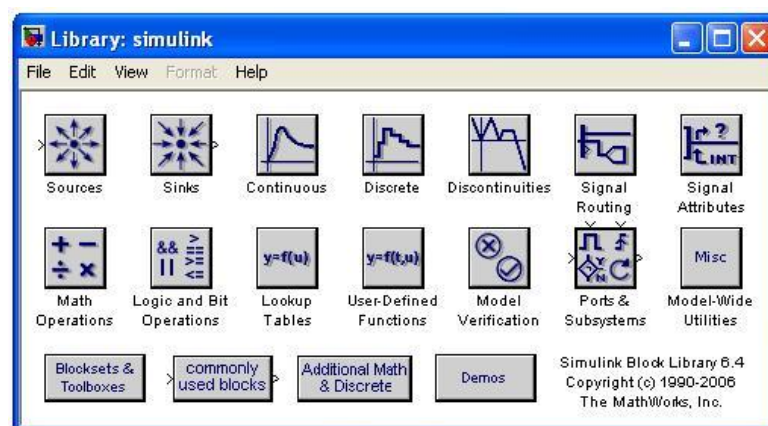 Library: simulink
File Edit View Format Help
Sources Sinks Continuous Discrete Discontinuities Signal Routing Signal Attributes
? INT
+ − ÷ × && || > == >= <= y=f(u) y=f(t,u) Y N Misc
Math Operations Logic and Bit Operations Lookup Tables User-Defined Functions Model Verification Ports & Subsystems Model-Wide Utilities
Blocksets & Toolboxes
commonly used blocks
Additional Math & Discrete
Demos
Simulink Block Library 6.4
Copyright (c) 1990-2006
The MathWorks, Inc.